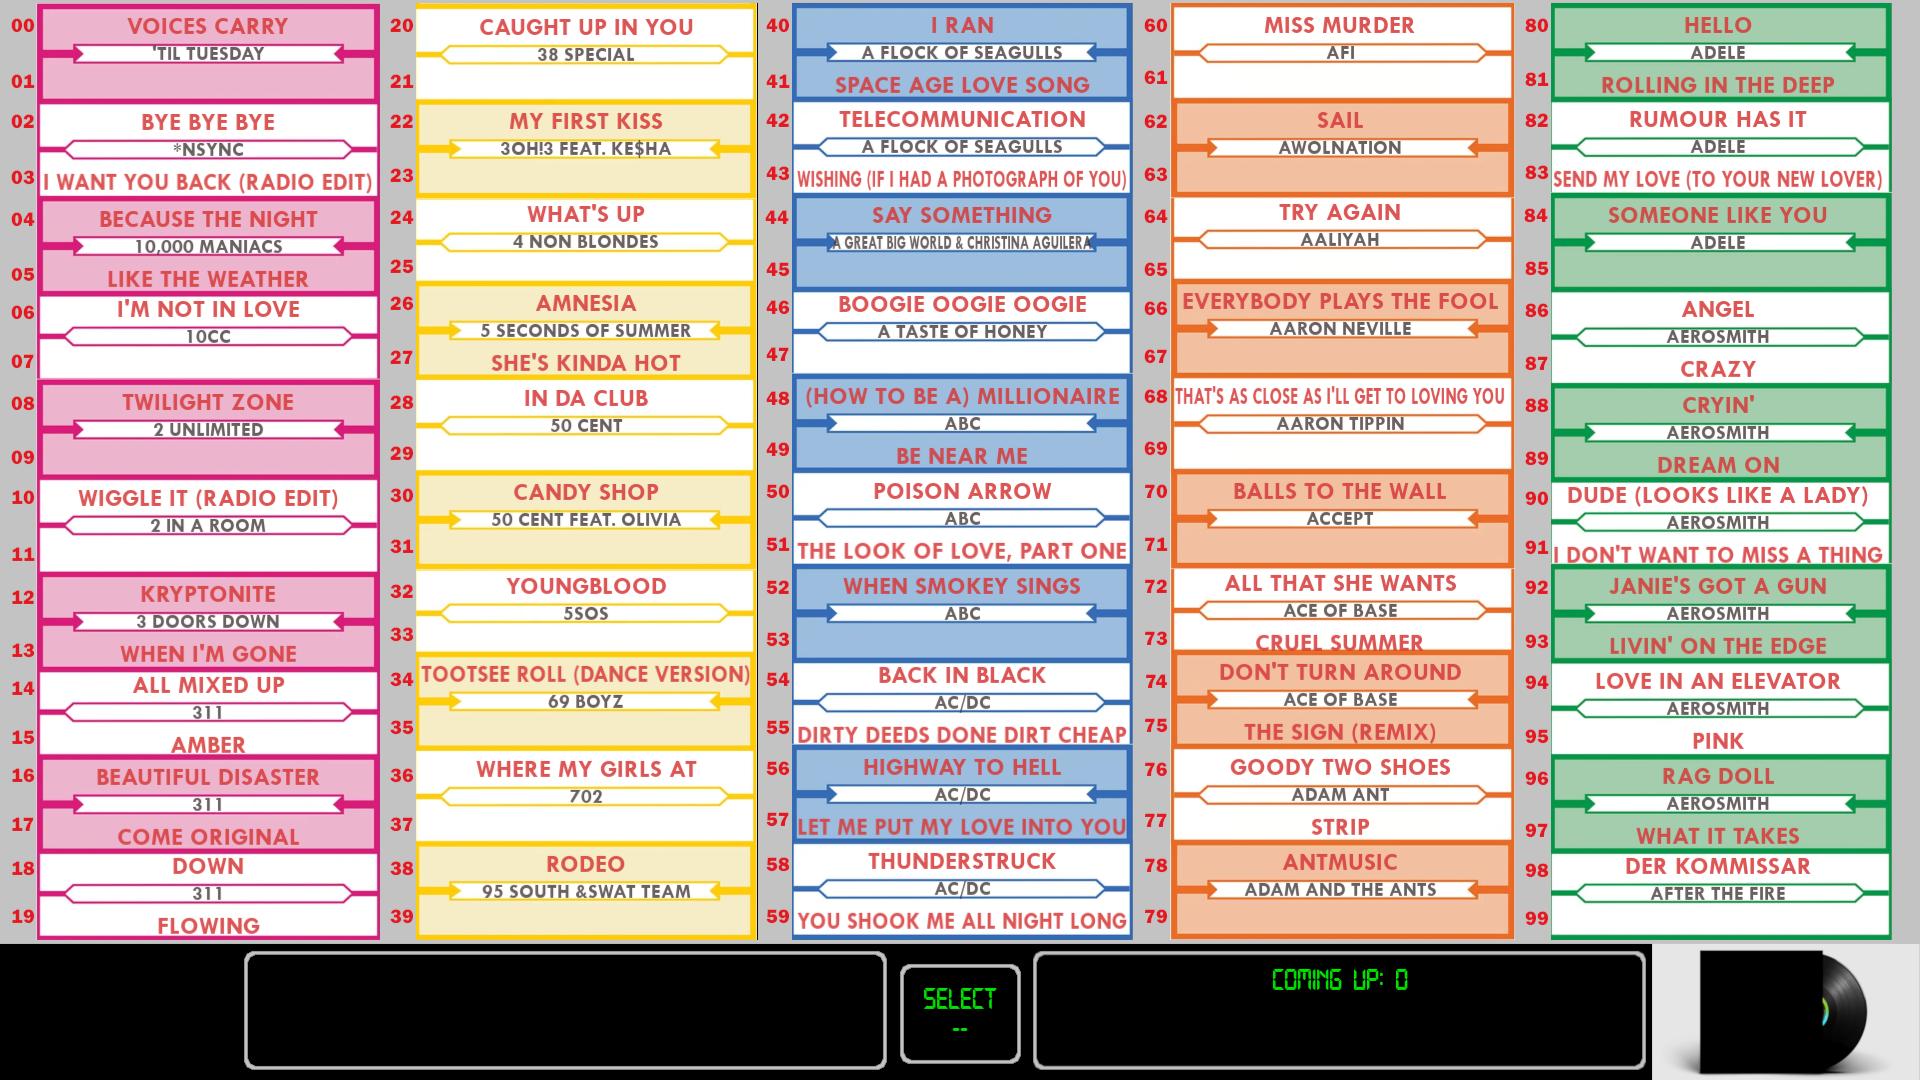 00
VOICES CARRY
'TIL TUESDAY
01
02
BYE BYE BYE
*NSYNC
03
I WANT YOU BACK (RADIO EDIT)
04
BECAUSE THE NIGHT
10,000 MANIACS
05
LIKE THE WEATHER
06
I'M NOT IN LOVE
10CC
07
08
TWILIGHT ZONE
2 UNLIMITED
09
10
WIGGLE IT (RADIO EDIT)
2 IN A ROOM
11
12
KRYPTONITE
3 DOORS DOWN
13
WHEN I'M GONE
14
ALL MIXED UP
311
15
AMBER
16
BEAUTIFUL DISASTER
311
17
COME ORIGINAL
18
DOWN
311
19
FLOWING
20
CAUGHT UP IN YOU
38 SPECIAL
21
22
MY FIRST KISS
3OH!3 FEAT. KE$HA
23
24
WHAT'S UP
4 NON BLONDES
25
26
AMNESIA
5 SECONDS OF SUMMER
27
SHE'S KINDA HOT
28
IN DA CLUB
50 CENT
29
30
CANDY SHOP
50 CENT FEAT. OLIVIA
31
32
YOUNGBLOOD
5SOS
33
34
TOOTSEE ROLL (DANCE VERSION)
69 BOYZ
35
36
WHERE MY GIRLS AT
702
37
38
RODEO
95 SOUTH &SWAT TEAM
39
40
I RAN
A FLOCK OF SEAGULLS
41
SPACE AGE LOVE SONG
42
TELECOMMUNICATION
A FLOCK OF SEAGULLS
43
WISHING (IF I HAD A PHOTOGRAPH OF YOU)
44
SAY SOMETHING
A GREAT BIG WORLD & CHRISTINA AGUILERA
45
46
BOOGIE OOGIE OOGIE
A TASTE OF HONEY
47
48
(HOW TO BE A) MILLIONAIRE
ABC
49
BE NEAR ME
50
POISON ARROW
ABC
51
THE LOOK OF LOVE, PART ONE
52
WHEN SMOKEY SINGS
ABC
53
54
BACK IN BLACK
AC/DC
55
DIRTY DEEDS DONE DIRT CHEAP
56
HIGHWAY TO HELL
AC/DC
57
LET ME PUT MY LOVE INTO YOU
58
THUNDERSTRUCK
AC/DC
59
YOU SHOOK ME ALL NIGHT LONG
60
MISS MURDER
AFI
61
62
SAIL
AWOLNATION
63
64
TRY AGAIN
AALIYAH
65
66
EVERYBODY PLAYS THE FOOL
AARON NEVILLE
67
68
THAT'S AS CLOSE AS I'LL GET TO LOVING YOU
AARON TIPPIN
69
70
BALLS TO THE WALL
ACCEPT
71
72
ALL THAT SHE WANTS
ACE OF BASE
73
CRUEL SUMMER
74
DON'T TURN AROUND
ACE OF BASE
75
THE SIGN (REMIX)
76
GOODY TWO SHOES
ADAM ANT
77
STRIP
78
ANTMUSIC
ADAM AND THE ANTS
79
80
HELLO
ADELE
81
ROLLING IN THE DEEP
82
RUMOUR HAS IT
ADELE
83
SEND MY LOVE (TO YOUR NEW LOVER)
84
SOMEONE LIKE YOU
ADELE
85
86
ANGEL
AEROSMITH
87
CRAZY
88
CRYIN'
AEROSMITH
89
DREAM ON
90
DUDE (LOOKS LIKE A LADY)
AEROSMITH
91
I DON'T WANT TO MISS A THING
92
JANIE'S GOT A GUN
AEROSMITH
93
LIVIN' ON THE EDGE
94
LOVE IN AN ELEVATOR
AEROSMITH
95
PINK
96
RAG DOLL
AEROSMITH
97
WHAT IT TAKES
98
DER KOMMISSAR
AFTER THE FIRE
99
SELECT
--
COMING UP: 0